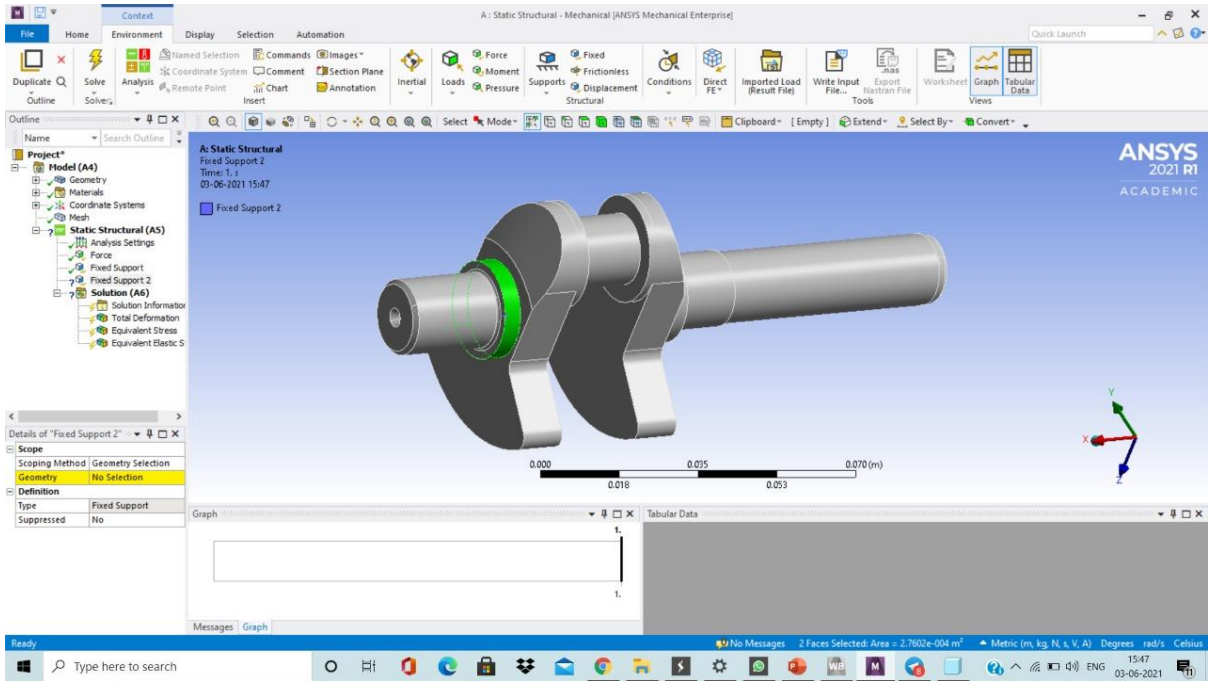 Context
A : Static Structural - Mechanical [ANSYS Mechanical Enterprise]
File Home Environment Display Selection Automation
Quick Launch
Duplicate Q
Outline
Solve
Solver
Analysis
Named Selection
Coordinate System
Remote Point
Commands
Comment
Chart
Images
Section Plane
Annotation
Insert
Inertial
Loads
Force
Moment
Pressure
Supports
Fixed
Frictionless
Displacement
Structural
Conditions
Direct
FE
Imported Load
(Result File)
Write Input
File...
.nas
Export
Nastran File
Tools
Worksheet
Graph
Tabular
Data
Views
Outline
Name Search Outline
Select Mode Clipboard [Empty] Extend Select By Convert
Project*
Model (A4)
Geometry
Materials
Coordinate Systems
Mesh
Static Structural (A5)
Analysis Settings
Force
Fixed Support
Fixed Support 2
Solution (A6)
Solution Information
Total Deformation
Equivalent Stress
Equivalent Elastic S
A: Static Structural
Fixed Support 2
Time: 1. s
03-06-2021 15:47
Fixed Support 2
ANSYS
2021 R1
ACADEMIC
Y
X
Z
0.000 0.035 0.070 (m)
0.018 0.053
Details of "Fixed Support 2"
Scope
Scoping Method Geometry Selection
Geometry No Selection
Definition
Type Fixed Support
Suppressed No
Graph
1.
1.
Messages Graph
Tabular Data
Ready
No Messages 2 Faces Selected: Area = 2.7602e-004 m² Metric (m, kg, N, s, V, A) Degrees rad/s Celsius
Type here to search
WB
M
ENG
15:47
03-06-2021